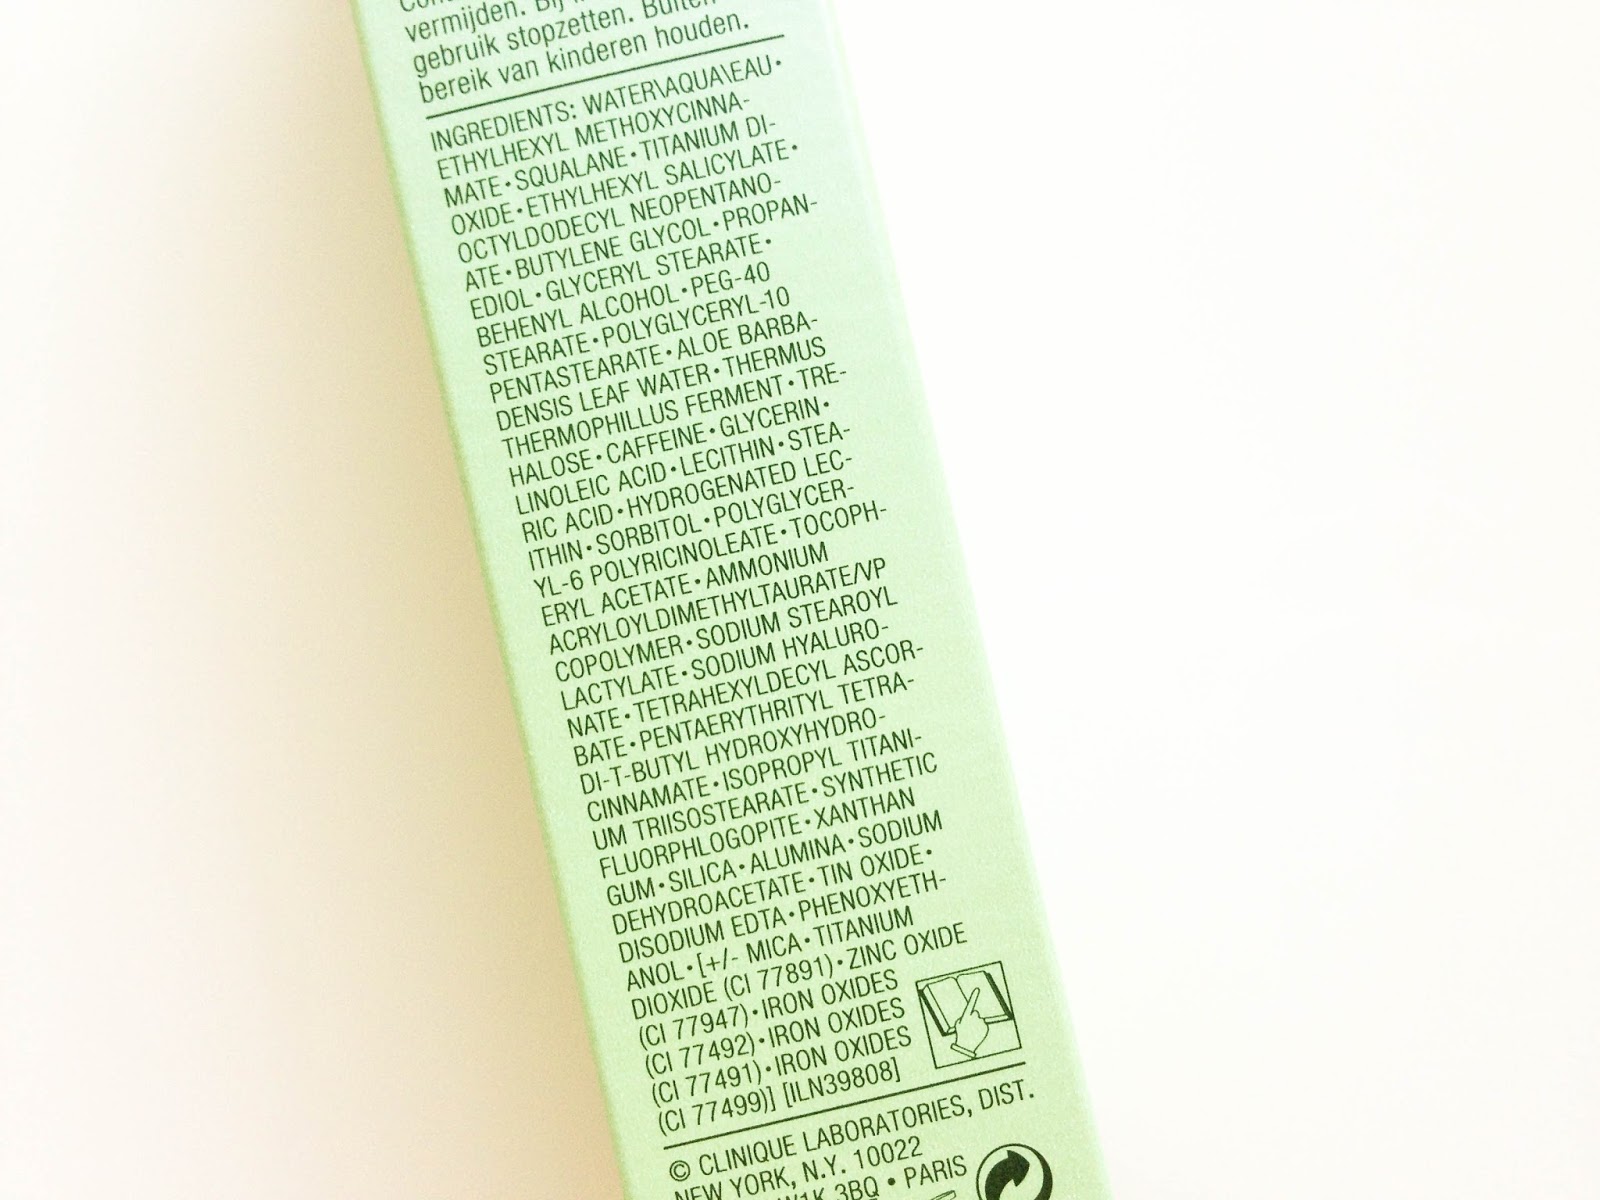 vermijden. Bij
gebruik stopzetten. Buiten
bereik van kinderen houden.
INGREDIENTS: WATER\AQUA\EAU•
ETHYLHEXYL METHOXYCINNA-
MATE•SQUALANE•TITANIUM DI-
OXIDE•ETHYLHEXYL SALICYLATE•
OCTYLDODECYL NEOPENTANO-
ATE•BUTYLENE GLYCOL•PROPAN-
EDIOL•GLYCERYL STEARATE•
BEHENYL ALCOHOL•PEG-40
STEARATE•POLYGLYCERYL-10
PENTASTEARATE•ALOE BARBA-
DENSIS LEAF WATER•THERMUS
THERMOPHILLUS FERMENT•TRE-
HALOSE•CAFFEINE•GLYCERIN•
LINOLEIC ACID•LECITHIN•STEA-
RIC ACID•HYDROGENATED LEC-
ITHIN•SORBITOL•POLYGLYCER-
YL-6 POLYRICINOLEATE•TOCOPH-
ERYL ACETATE•AMMONIUM
ACRYLOYLDIMETHYLTAURATE/VP
COPOLYMER•SODIUM STEAROYL
LACTYLATE•SODIUM HYALURO-
NATE•TETRAHEXYLDECYL ASCOR-
BATE•PENTAERYTHRITYL TETRA-
DI-T-BUTYL HYDROXYHYDRO-
CINNAMATE•ISOPROPYL TITANI-
UM TRIISOSTEARATE•SYNTHETIC
FLUORPHLOGOPITE•XANTHAN
GUM•SILICA•ALUMINA•SODIUM
DEHYDROACETATE•TIN OXIDE•
DISODIUM EDTA•PHENOXYETH-
ANOL•[+/- MICA•TITANIUM
DIOXIDE (CI 77891)•ZINC OXIDE
(CI 77947)•IRON OXIDES
(CI 77492)•IRON OXIDES
(CI 77491)•IRON OXIDES
(CI 77499)] [ILN39808]
© CLINIQUE LABORATORIES, DIST.
NEW YORK, N.Y. 10022
W1K 3BQ • PARIS